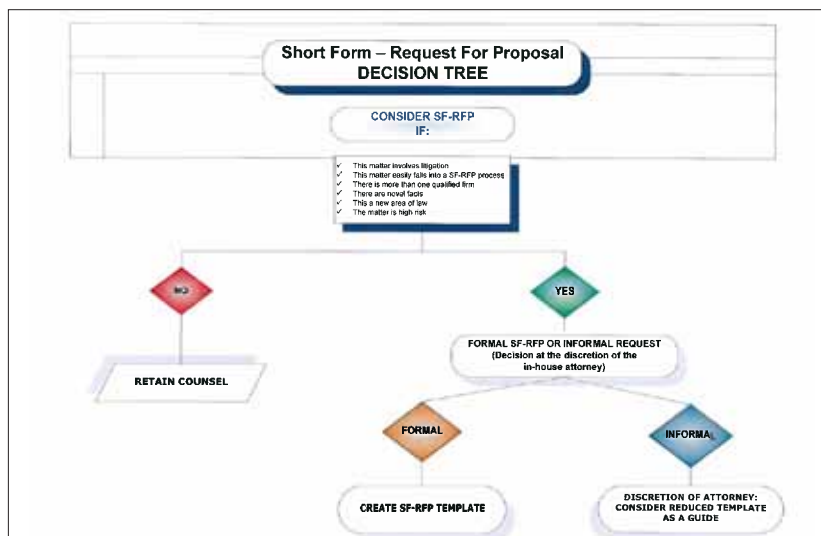 Short Form – Request For Proposal
DECISION TREE
CONSIDER SF-RFP
IF:
✓ This matter involves litigation
✓ This matter easily falls into a SF-RFP process
✓ There is more than one qualified firm
✓ There are novel facts
✓ This a new area of law
✓ The matter is high risk
NO
YES
FORMAL SF-RFP OR INFORMAL REQUEST
(Decision at the discretion of the
in-house attorney)
RETAIN COUNSEL
FORMAL
INFORMAL
CREATE SF-RFP TEMPLATE
DISCRETION OF ATTORNEY:
CONSIDER REDUCED TEMPLATE
AS A GUIDE